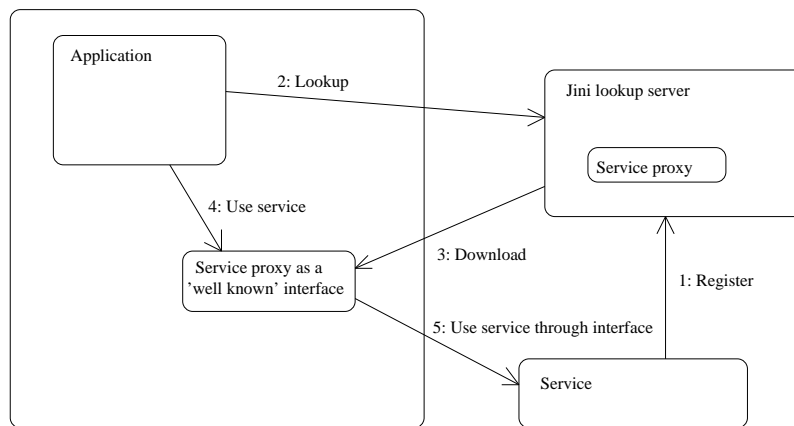 Application
2: Lookup
Jini lookup server
Service proxy
4: Use service
3: Download
Service proxy as a
’well known’ interface
1: Register
5: Use service through interface
Service